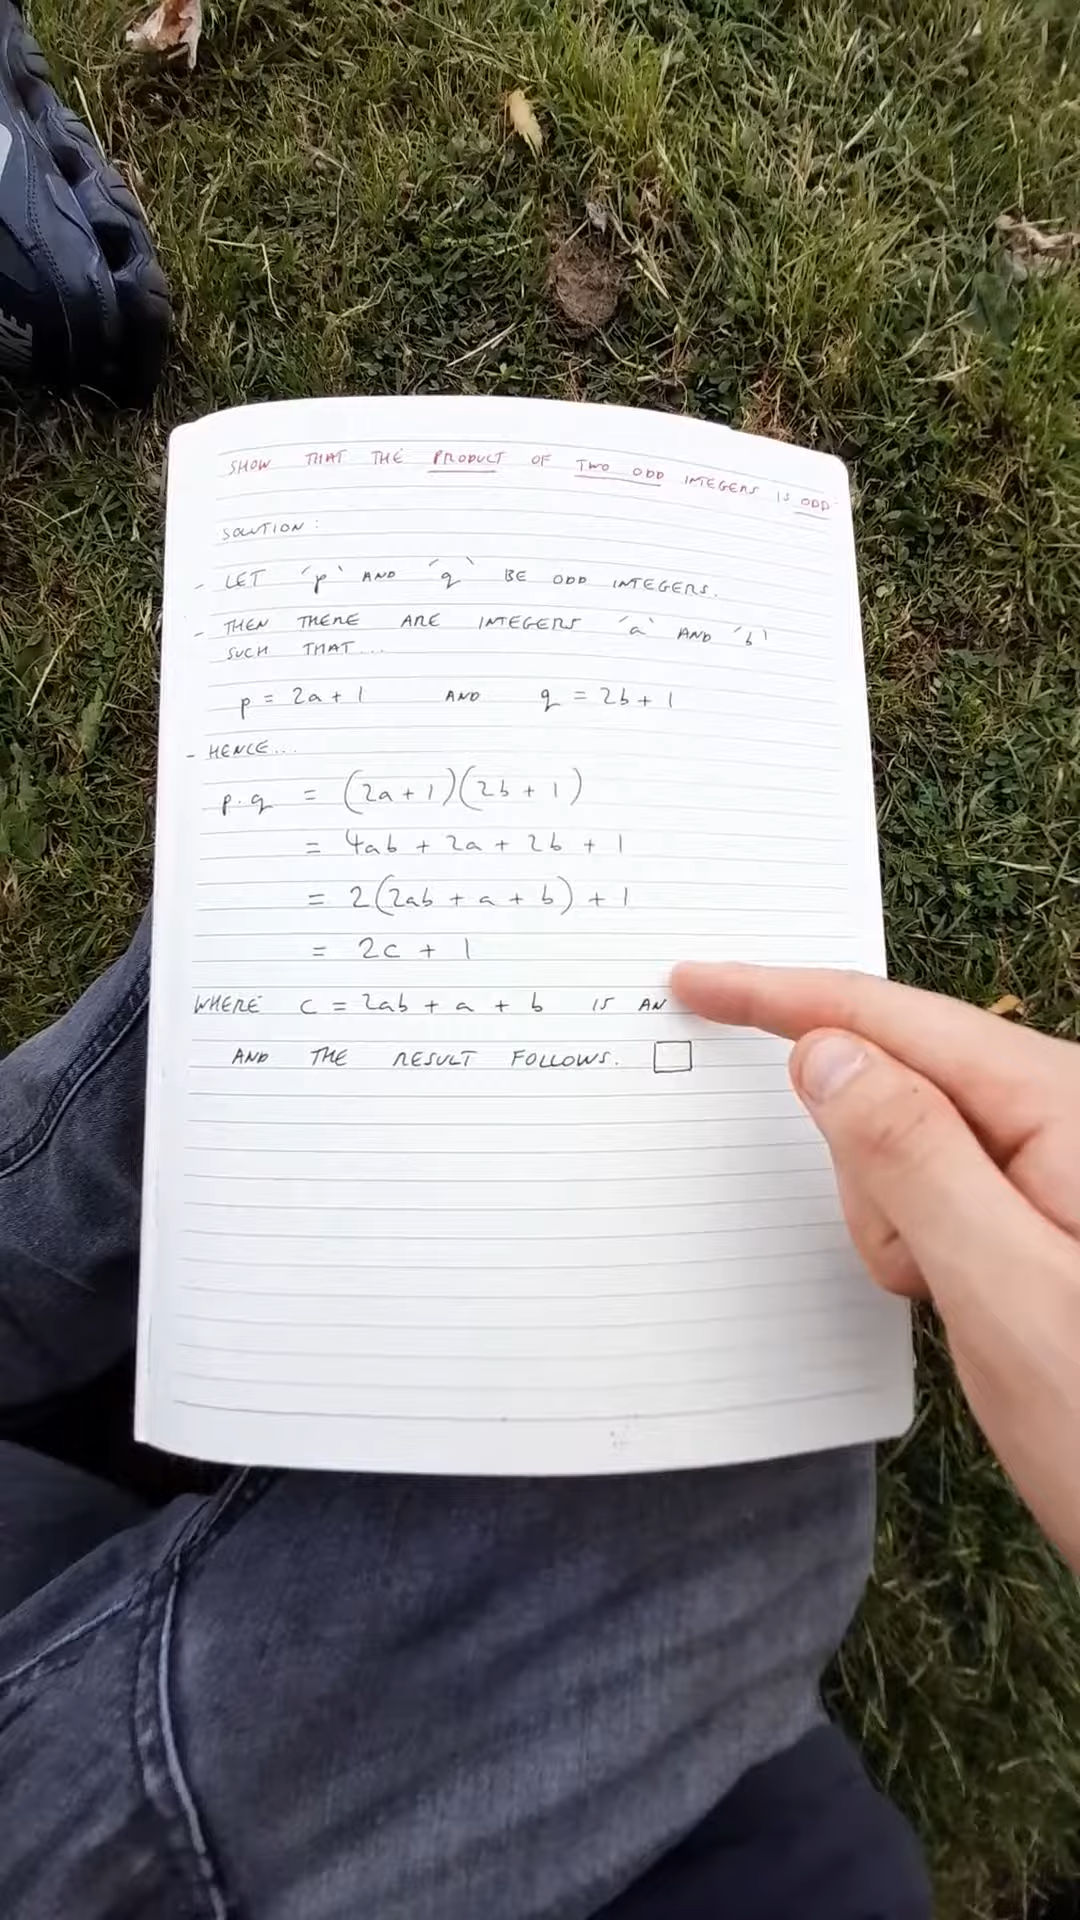 SHOW THAT THE PRODUCT OF TWO ODD INTEGERS IS ODD.
SOLUTION:
- LET 'p' AND 'q' BE ODD INTEGERS.
- THEN THERE ARE INTEGERS 'a' AND 'b'
SUCH THAT...
p = 2a + 1 AND q = 2b + 1
- HENCE...
p.q = (2a + 1)(2b + 1)
= 4ab + 2a + 2b + 1
= 2(2ab + a + b) + 1
= 2c + 1
WHERE c = 2ab + a + b IS AN
AND THE RESULT FOLLOWS. □
NIKE